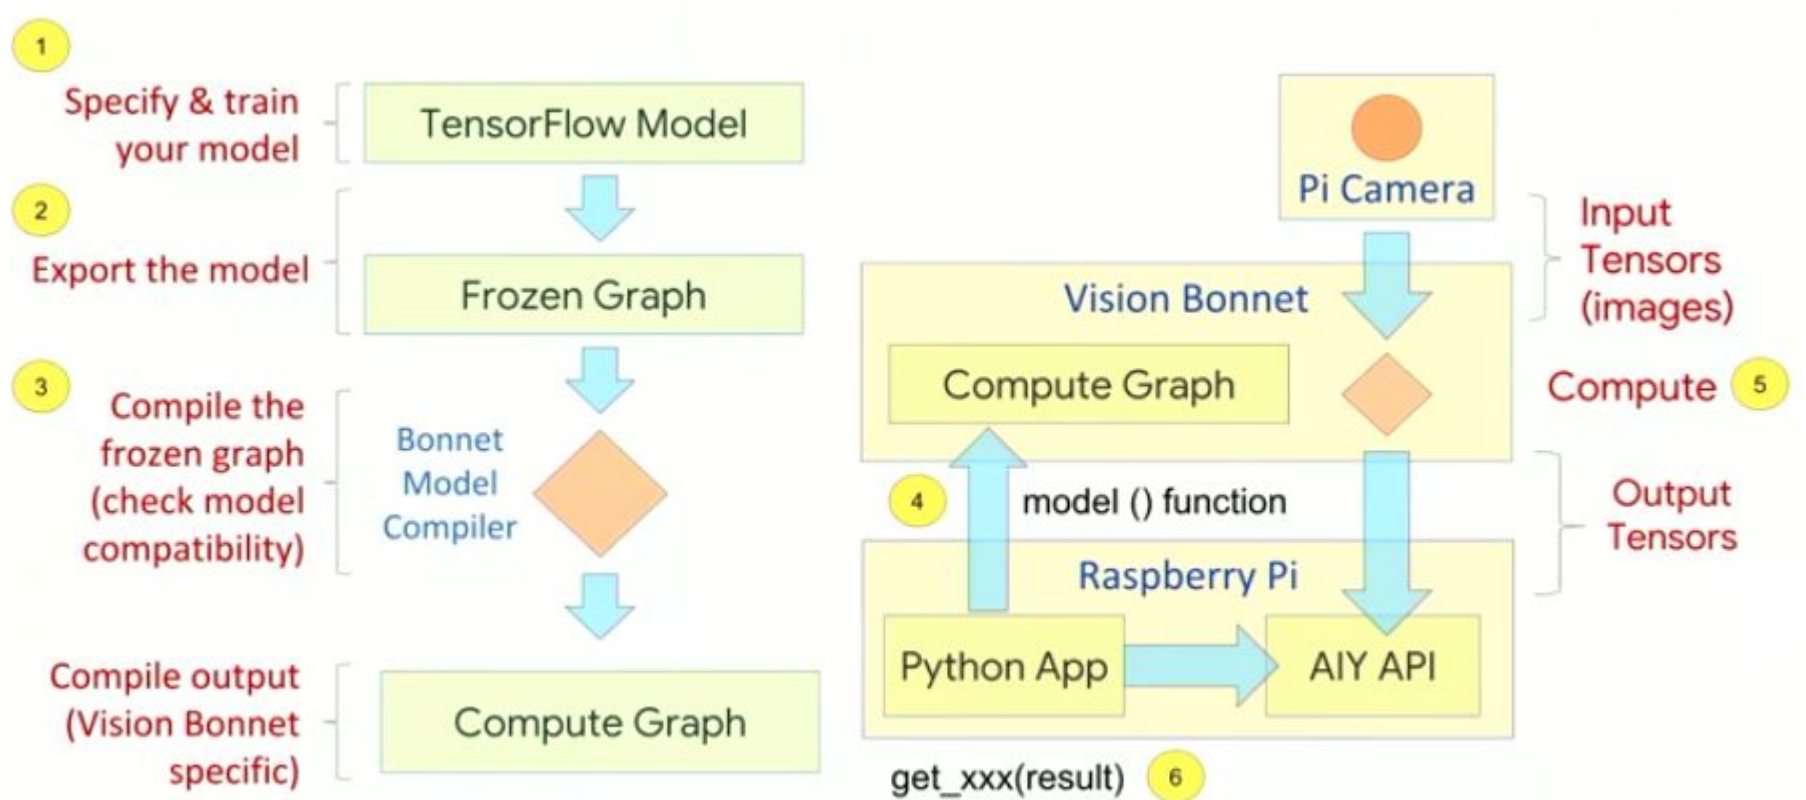 1
Specify & train
your model
TensorFlow Model
2
Export the model
Frozen Graph
3
Compile the
frozen graph
(check model
compatibility)
Bonnet
Model
Compiler
Compile output
(Vision Bonnet
specific)
Compute Graph
Pi Camera
Input
Tensors
(images)
Vision Bonnet
Compute Graph
Compute
5
4
model () function
Output
Tensors
Raspberry Pi
Python App
AIY API
get_xxx(result)
6